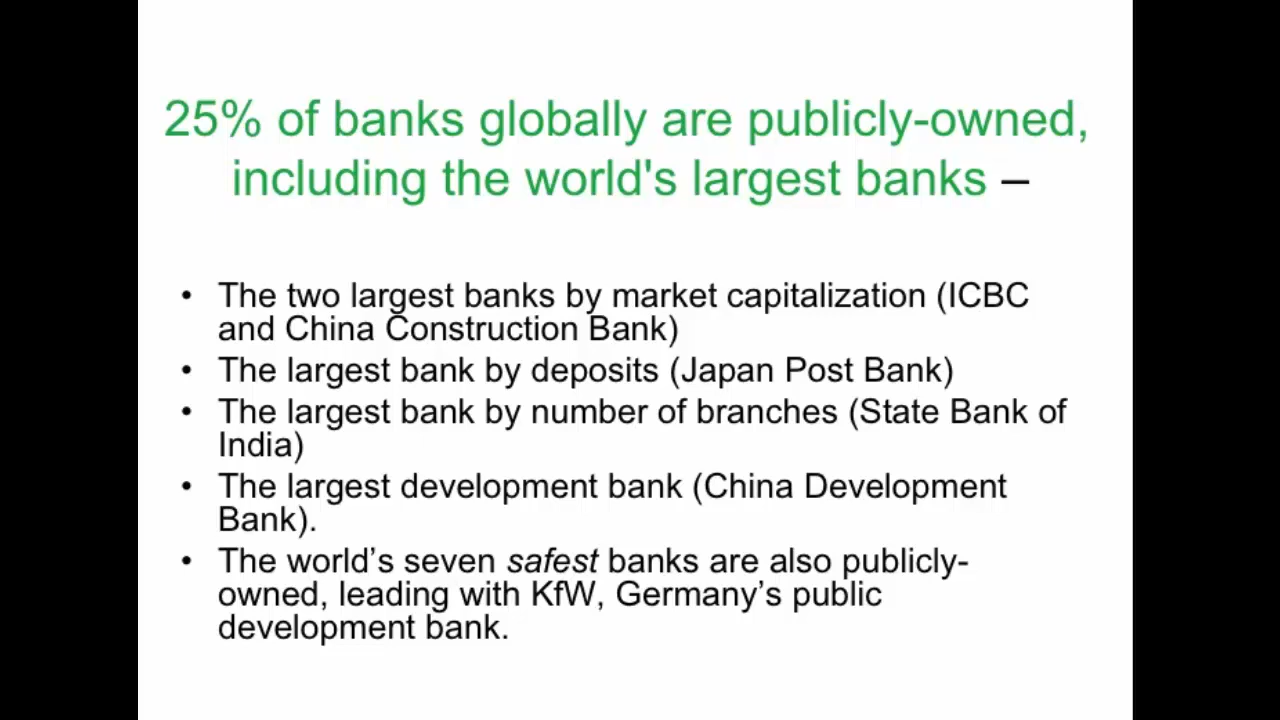 25% of banks globally are publicly-owned,
including the world's largest banks –
• The two largest banks by market capitalization (ICBC
and China Construction Bank)
• The largest bank by deposits (Japan Post Bank)
• The largest bank by number of branches (State Bank of
India)
• The largest development bank (China Development
Bank).
• The world’s seven safest banks are also publicly-
owned, leading with KfW, Germany’s public
development bank.